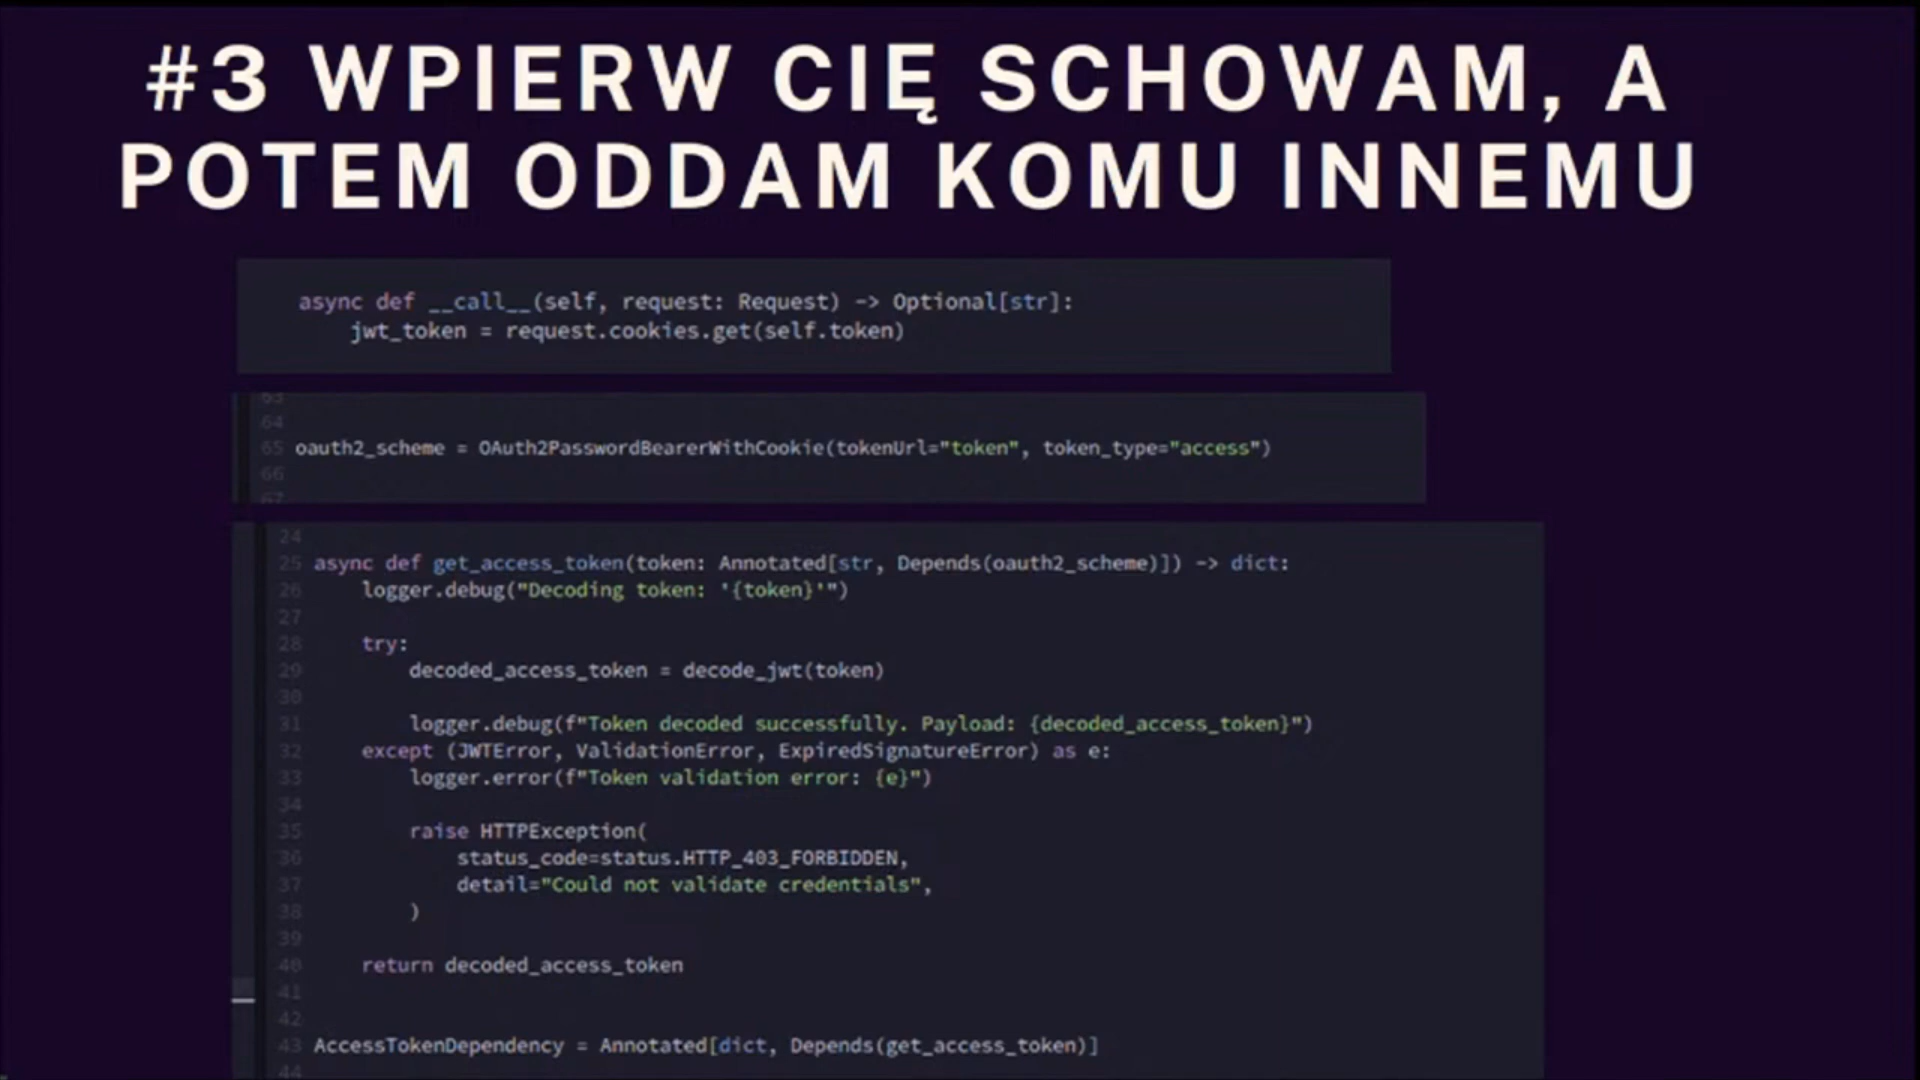 #3 WPIERW CIĘ SCHOWAM, A
POTEM ODDAM KOMU INNEMU
async def __call__(self, request: Request) -> Optional[str]:
jwt_token = request.cookies.get(self.token)
63
64
65 oauth2_scheme = OAuth2PasswordBearerWithCookie(tokenUrl="token", token_type="access")
66
67
24
25 async def get_access_token(token: Annotated[str, Depends(oauth2_scheme)]) -> dict:
26 logger.debug("Decoding token: '{token}'")
27
28 try:
29 decoded_access_token = decode_jwt(token)
30
31 logger.debug(f"Token decoded successfully. Payload: {decoded_access_token}")
32 except (JWTError, ValidationError, ExpiredSignatureError) as e:
33 logger.error(f"Token validation error: {e}")
34
35 raise HTTPException(
36 status_code=status.HTTP_403_FORBIDDEN,
37 detail="Could not validate credentials",
38 )
39
40 return decoded_access_token
41
42
43 AccessTokenDependency = Annotated[dict, Depends(get_access_token)]
44